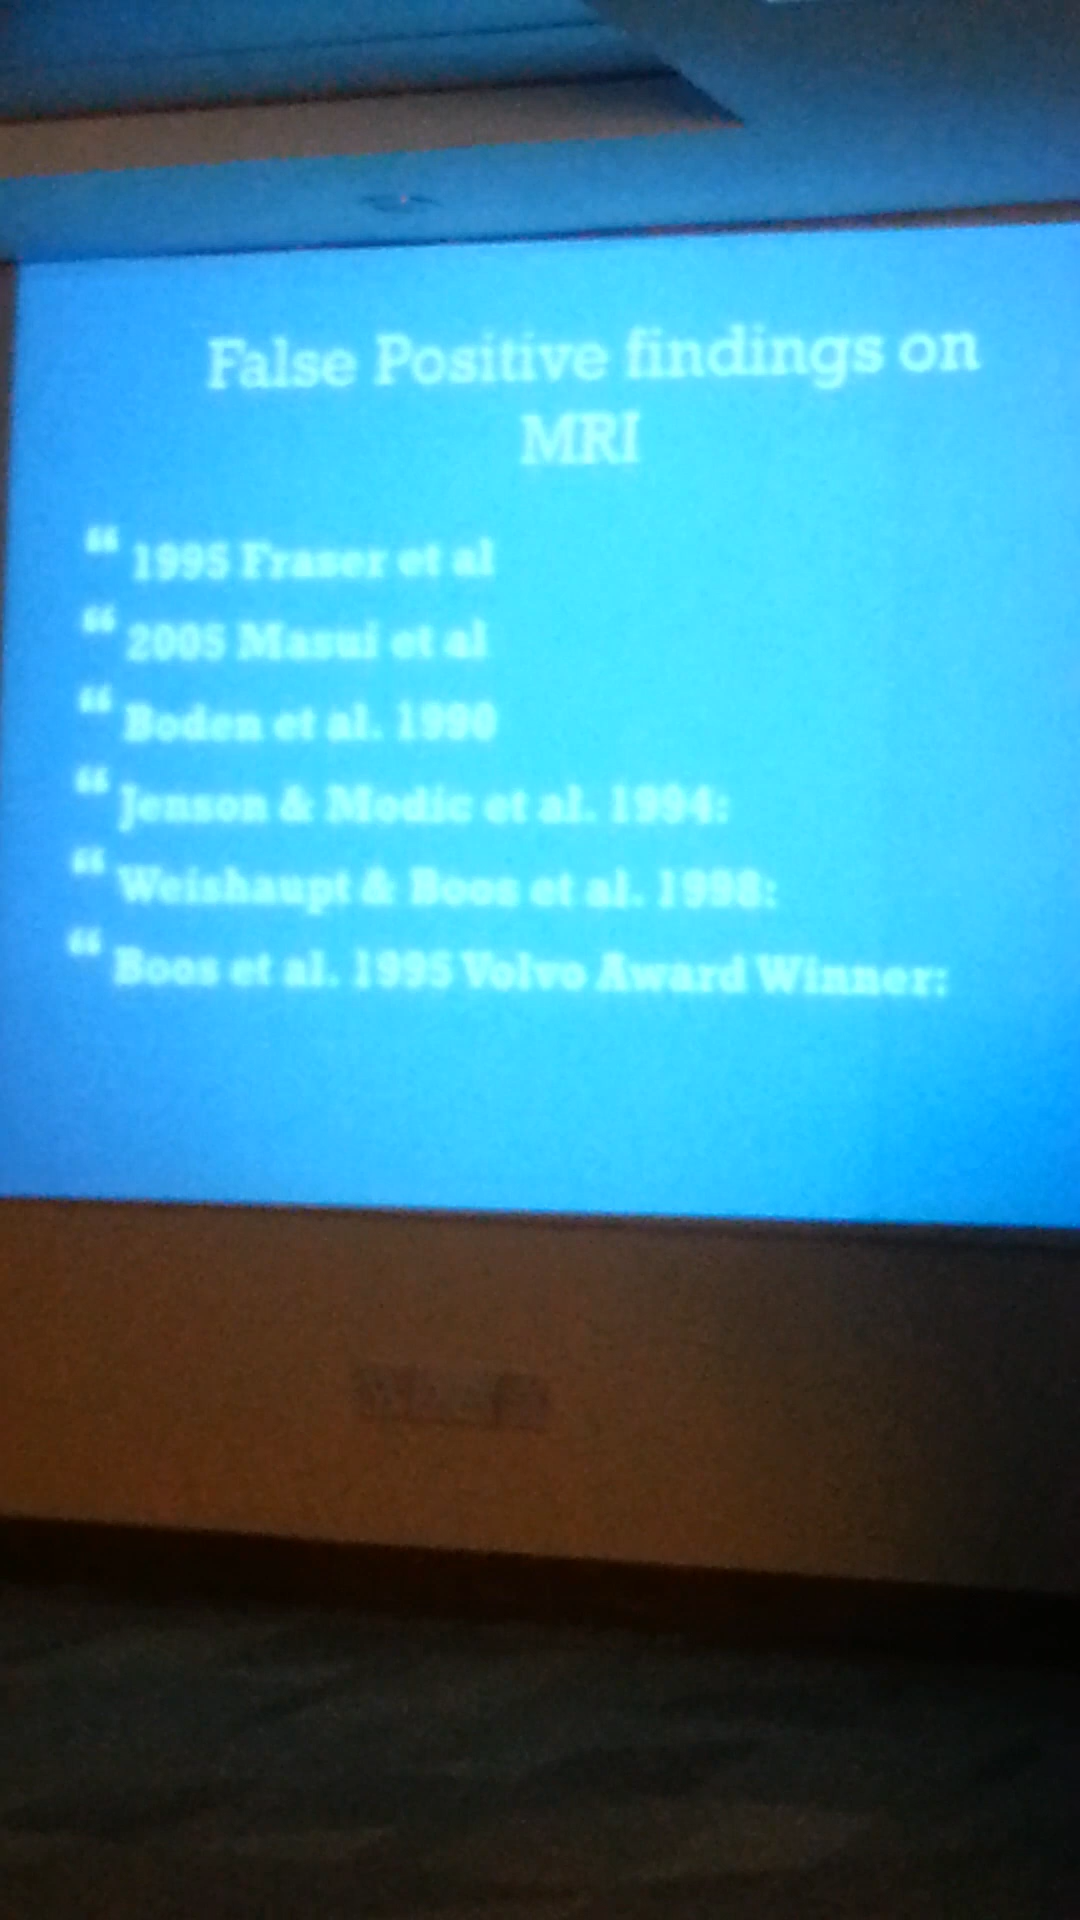 False Positive findings on
MRI
“ 1995 Fraser et al
“ 2005 Masui et al
“ Boden et al. 1990
“ Jenson & Modic et al. 1994:
“ Weishaupt & Boos et al. 1998:
“ Boos et al. 1995 Volvo Award Winner: